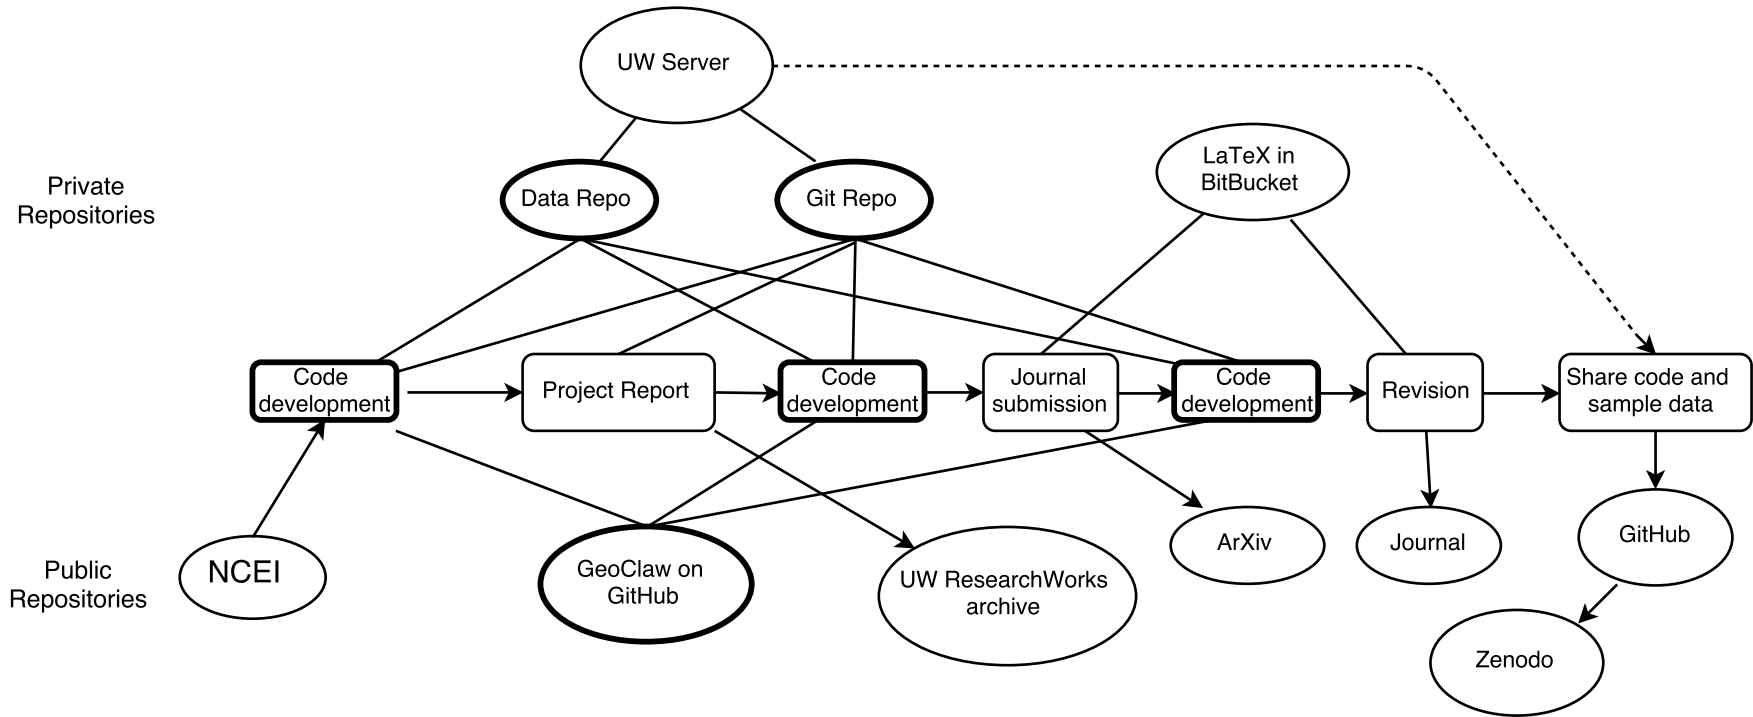 UW Server
Private
Repositories
Data Repo
Git Repo
LaTeX in
BitBucket
Code
development
Project Report
Code
development
Journal
submission
Code
development
Revision
Share code and
sample data
Public
Repositories
NCEI
GeoClaw on
GitHub
UW ResearchWorks
archive
ArXiv
Journal
GitHub
Zenodo